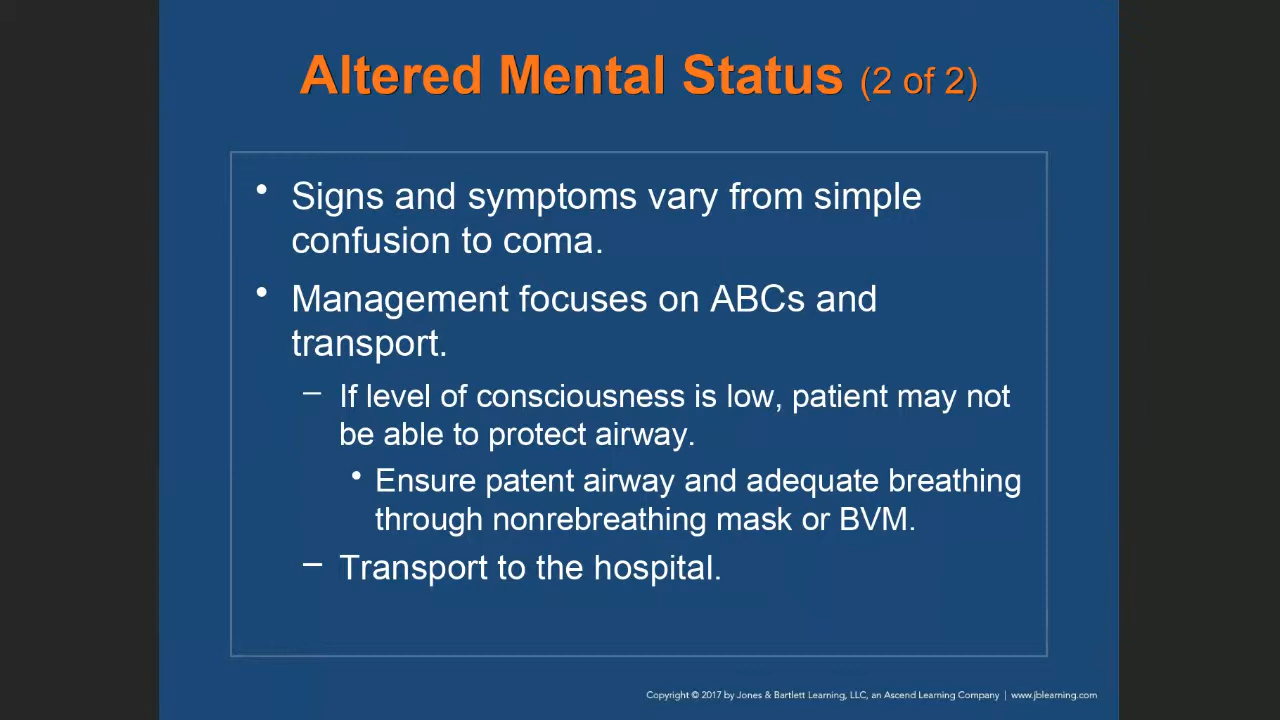 Altered Mental Status (2 of 2)
• Signs and symptoms vary from simple
confusion to coma.
• Management focuses on ABCs and
transport.
– If level of consciousness is low, patient may not
be able to protect airway.
• Ensure patent airway and adequate breathing
through nonrebreathing mask or BVM.
– Transport to the hospital.
Copyright © 2017 by Jones & Bartlett Learning, LLC, an Ascend Learning Company | www.jblearning.com